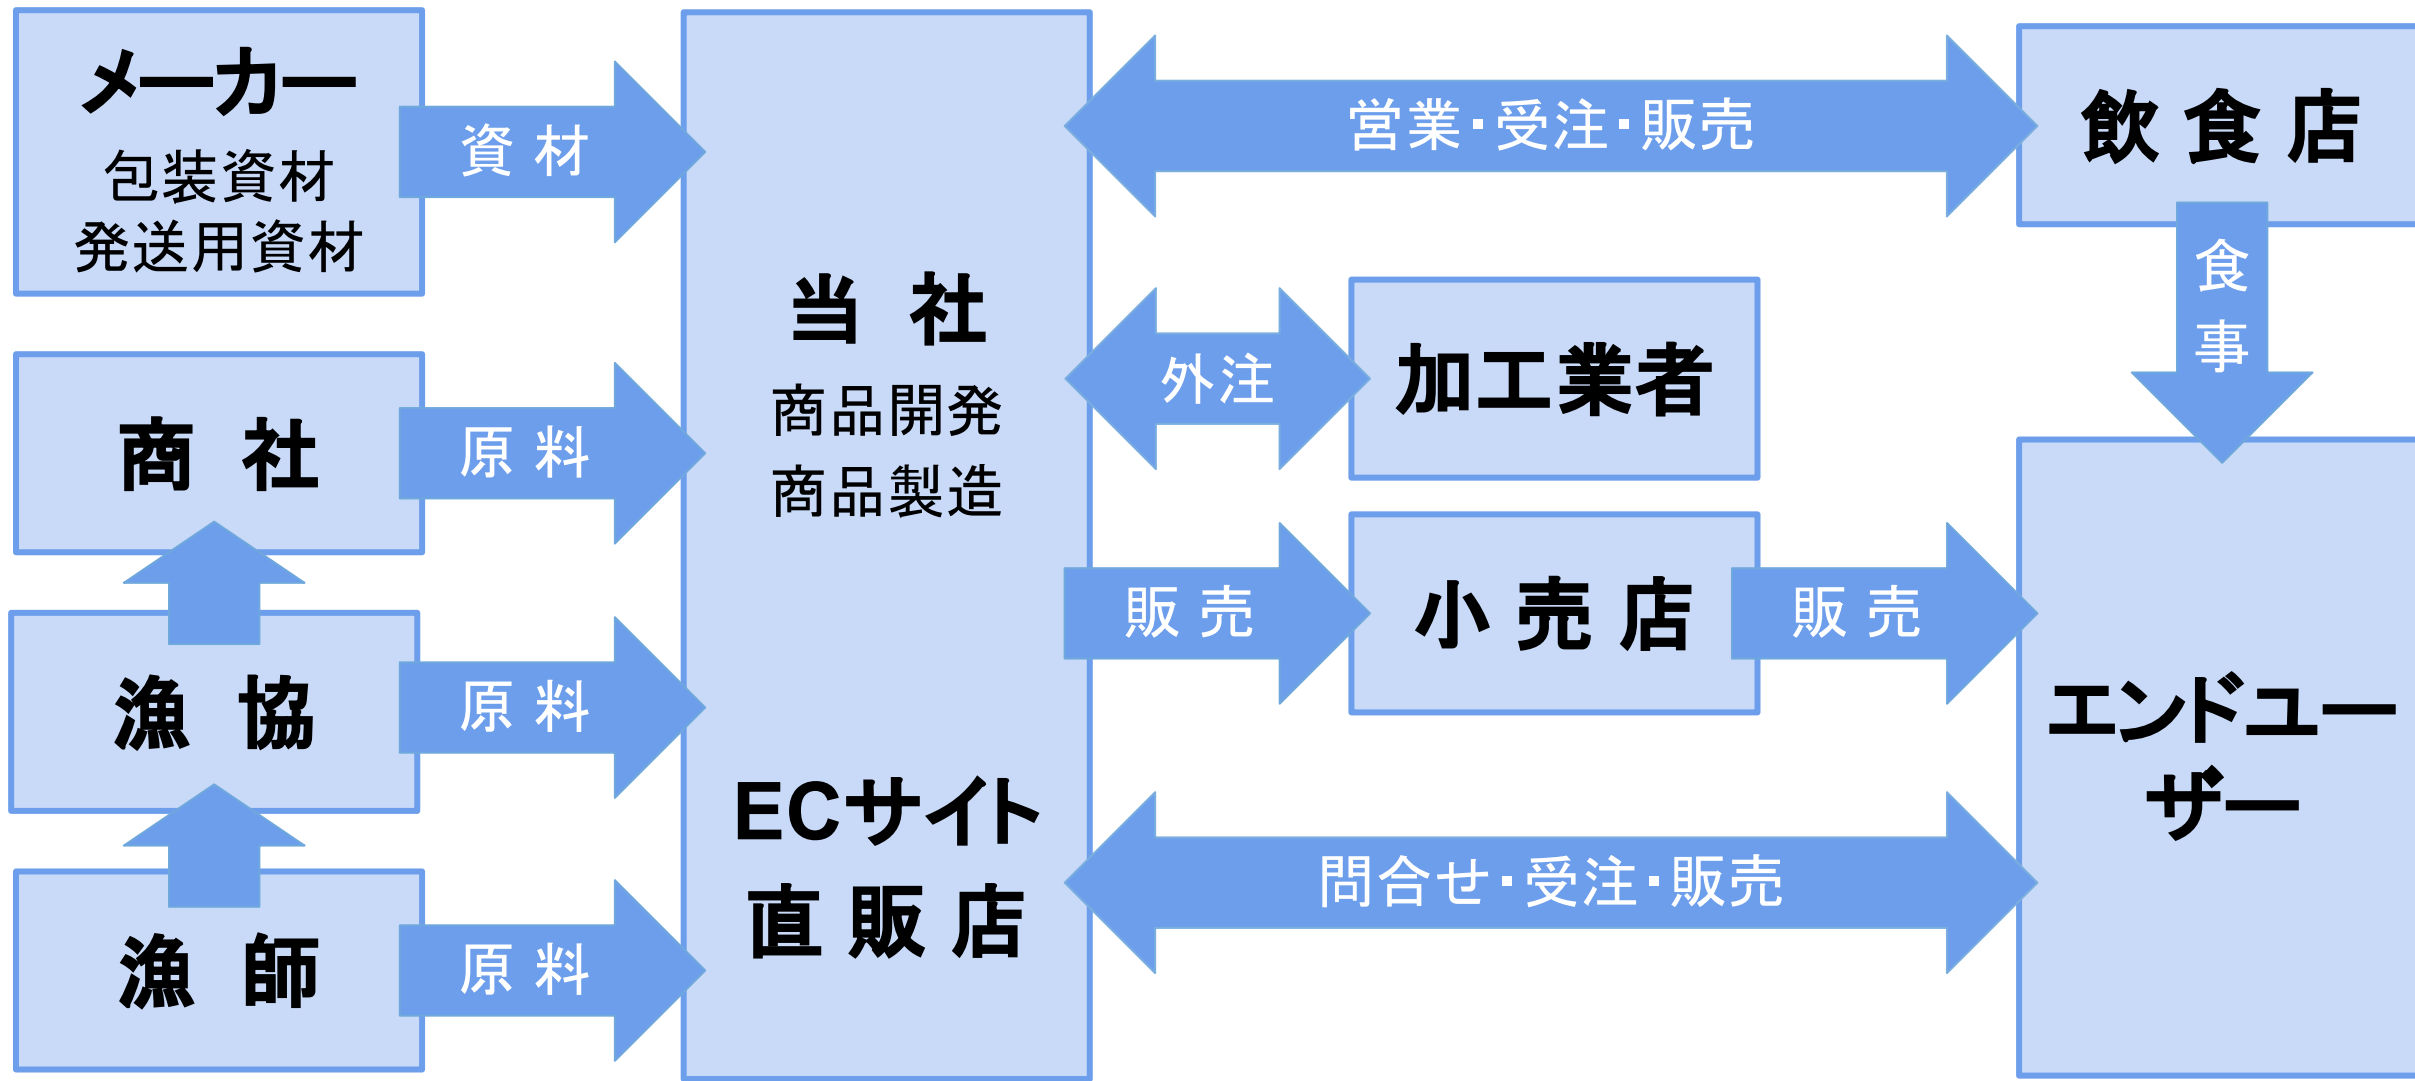 メーカー
包装資材
発送用資材
資 材
商 社
原 料
漁 協
原 料
漁 師
原 料
当 社
商品開発
商品製造
ECサイト
直 販 店
営業・受注・販売
飲 食 店
食
事
外注
加工業者
販 売
小 売 店
販 売
エンドユー
ザー
問合せ・受注・販売